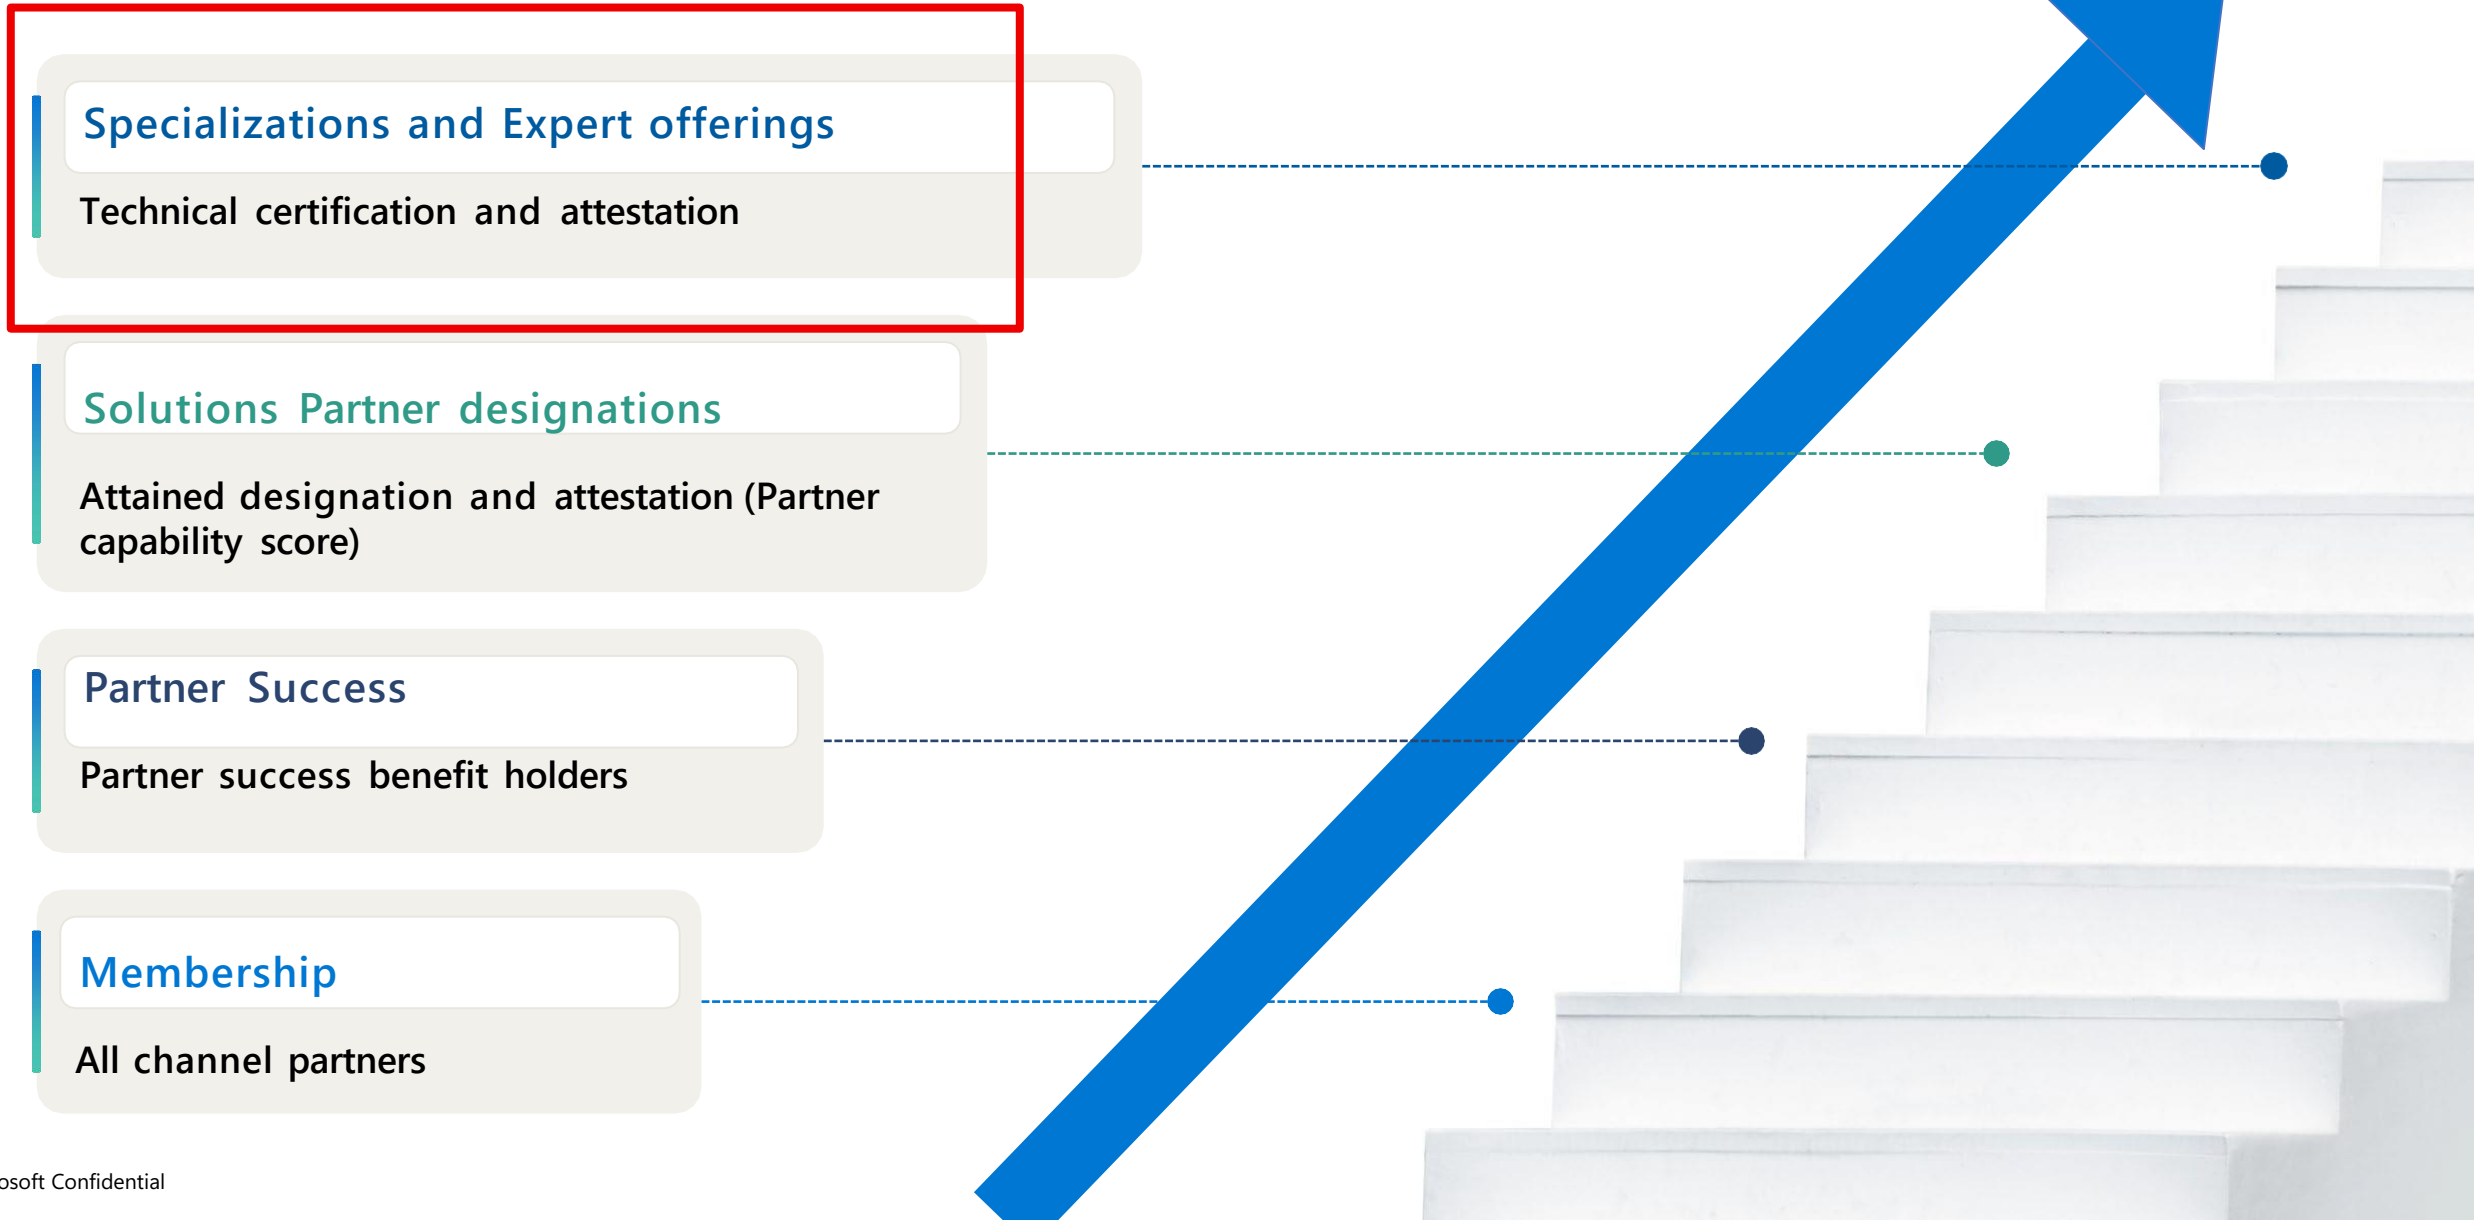 Specializations and Expert offerings
Technical certification and attestation
Solutions Partner designations
Attained designation and attestation (Partner
capability score)
Partner Success
Partner success benefit holders
Membership
All channel partners
osoft Confidential